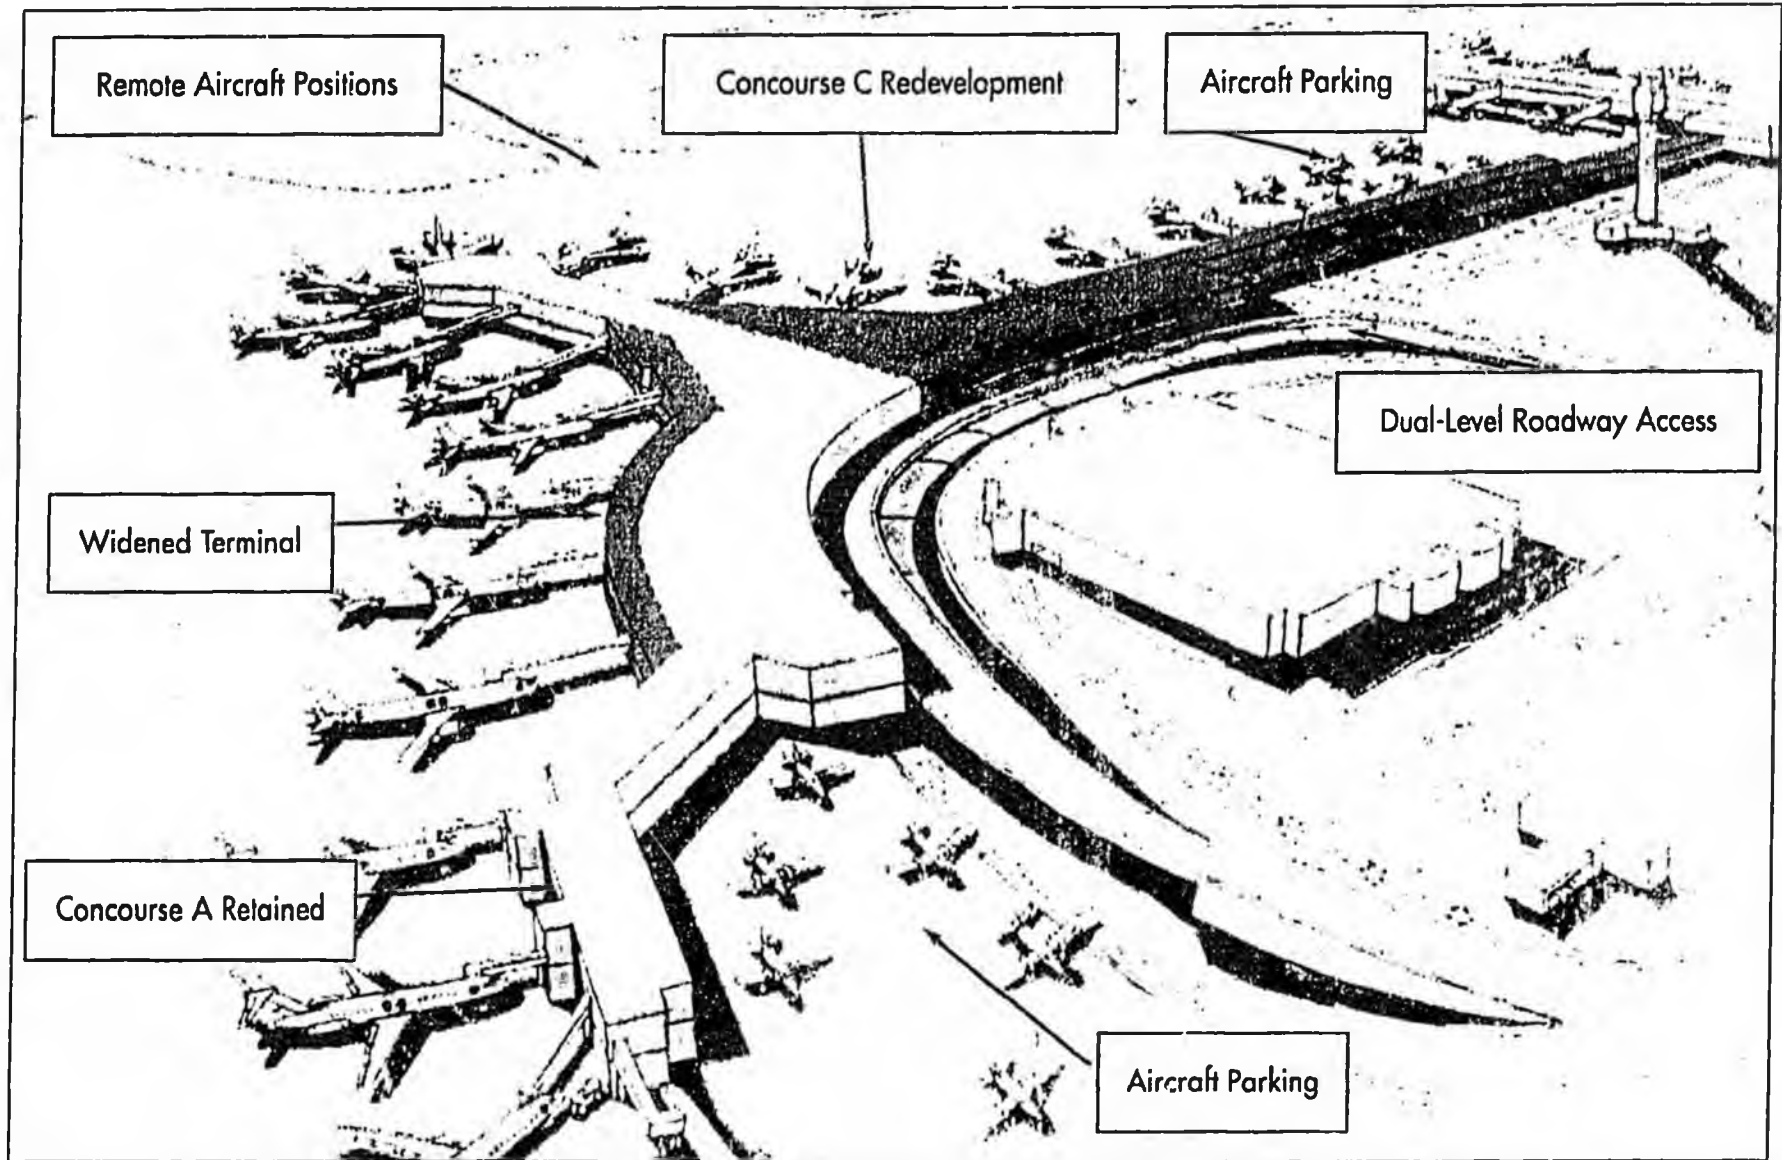 Remote Aircraft Positions
Concourse C Redevelopment
Aircraft Parking
Dual-Level Roadway Access
Widened Terminal
Concourse A Retained
Aircraft Parking